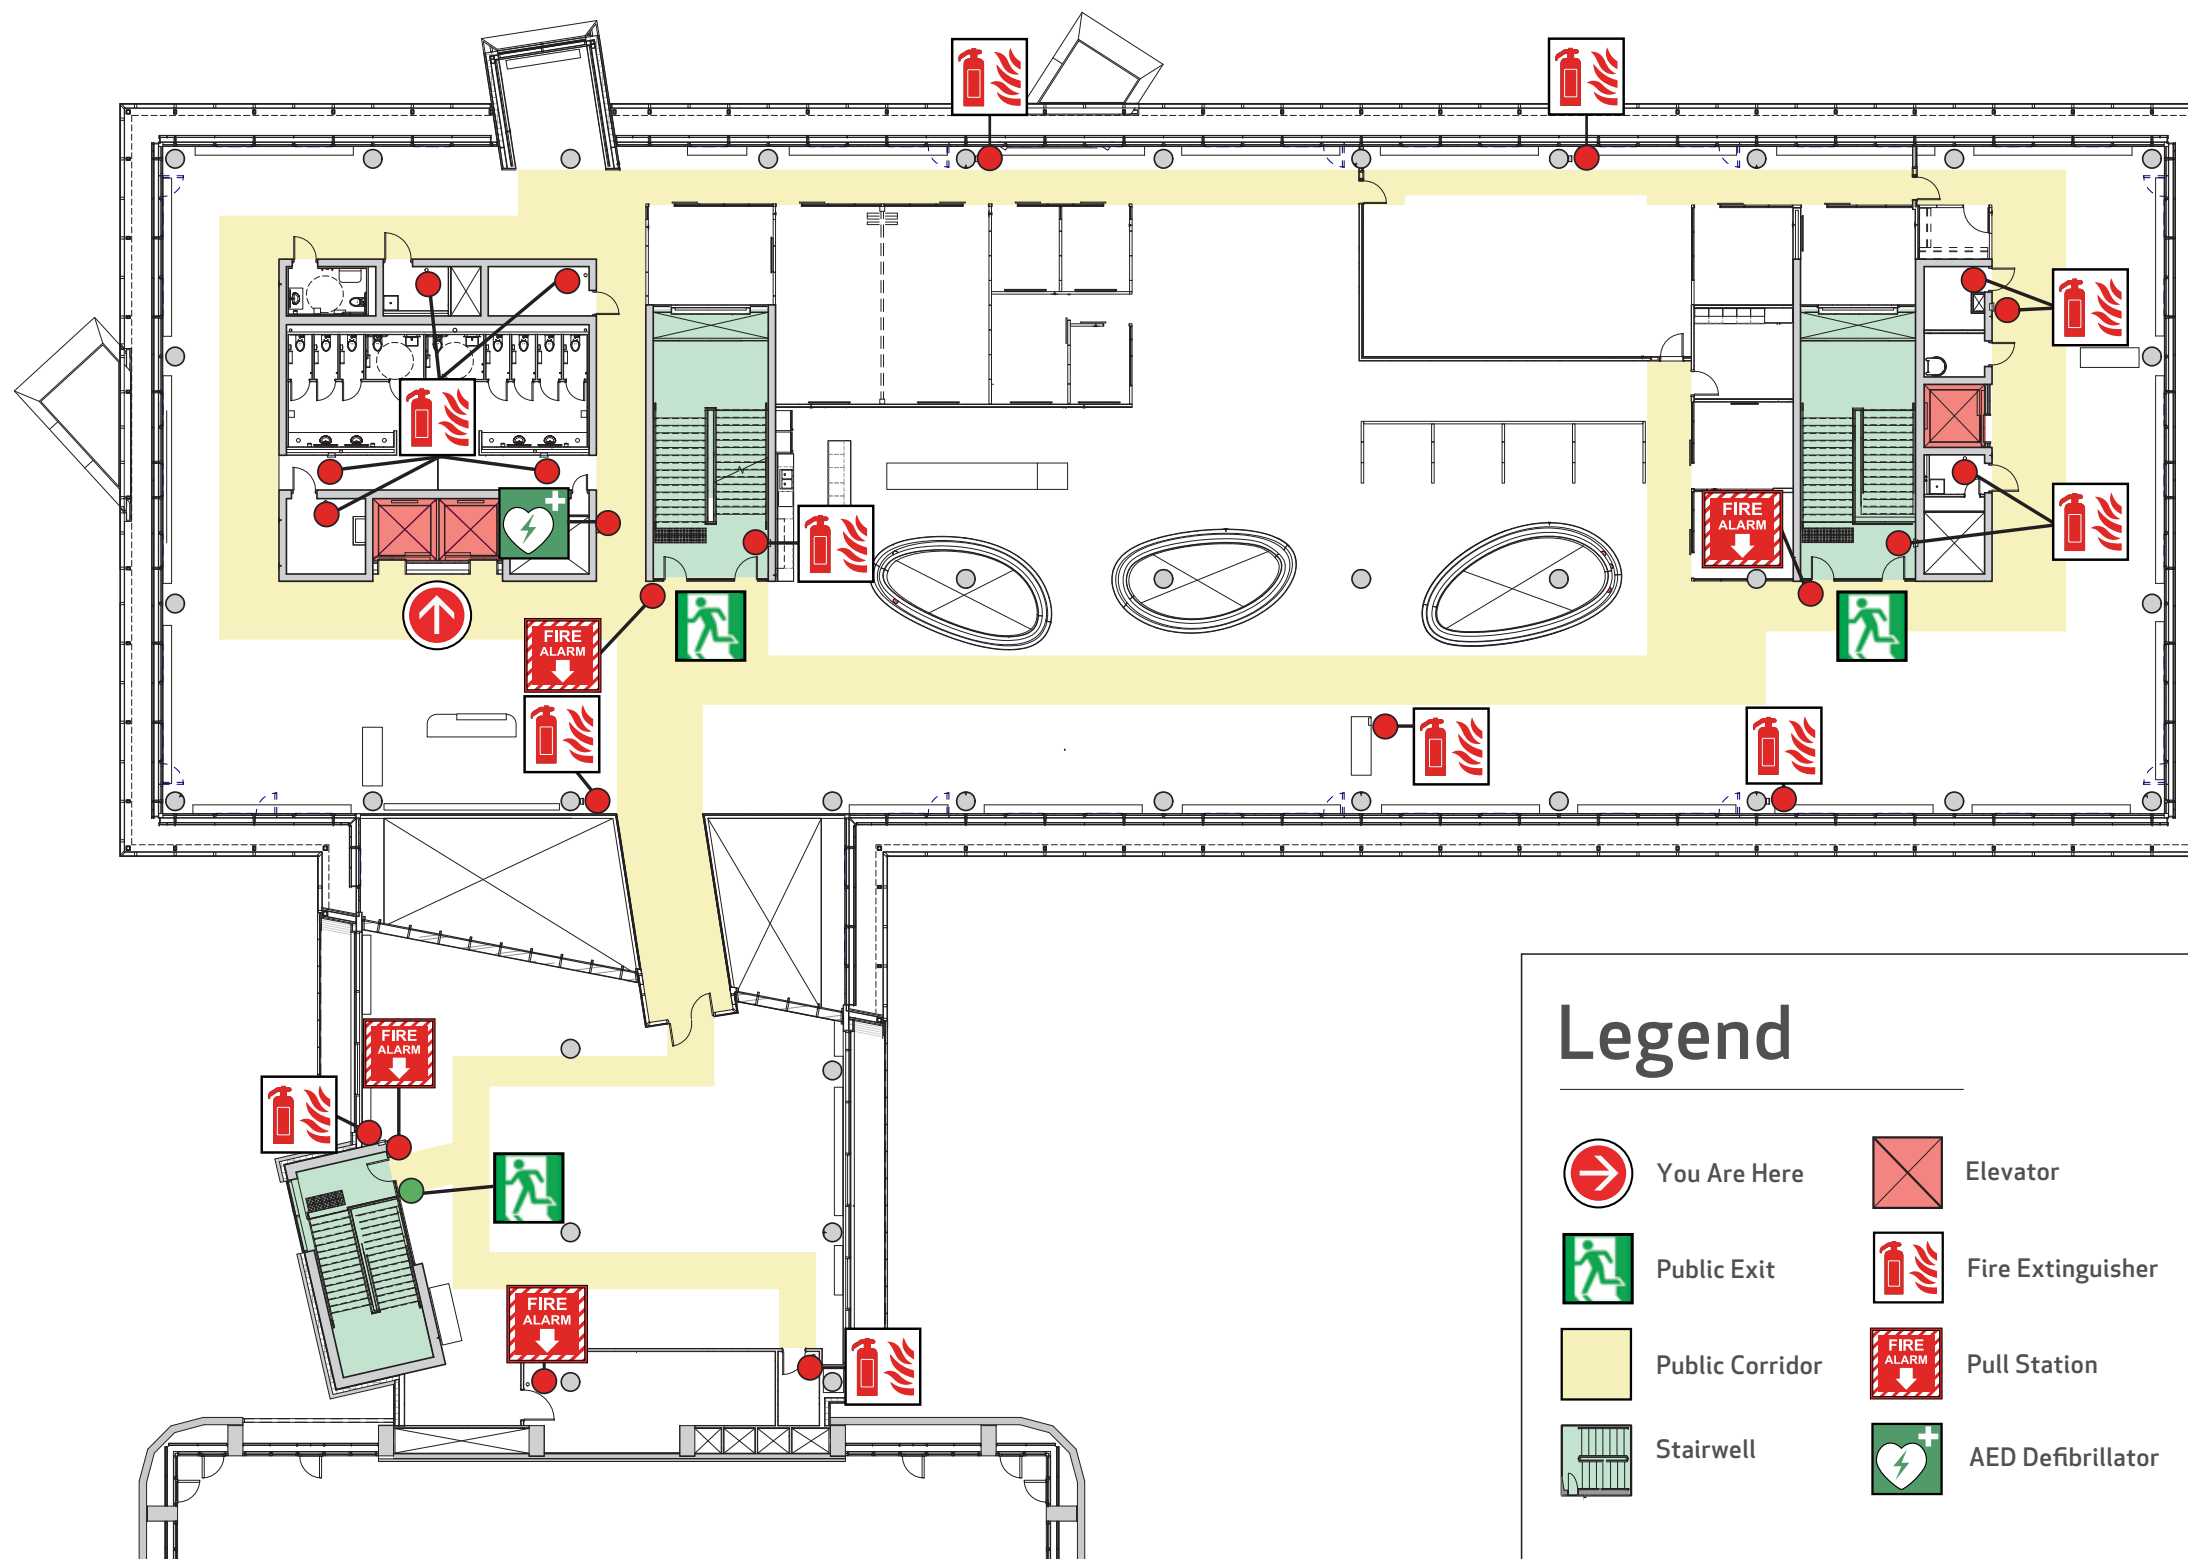 FIRE
ALARM
FIRE
ALARM
FIRE
ALARM
FIRE
ALARM
Legend
You Are Here
Elevator
Public Exit
Fire Extinguisher
Public Corridor
FIRE
ALARM
Pull Station
Stairwell
AED Defibrillator